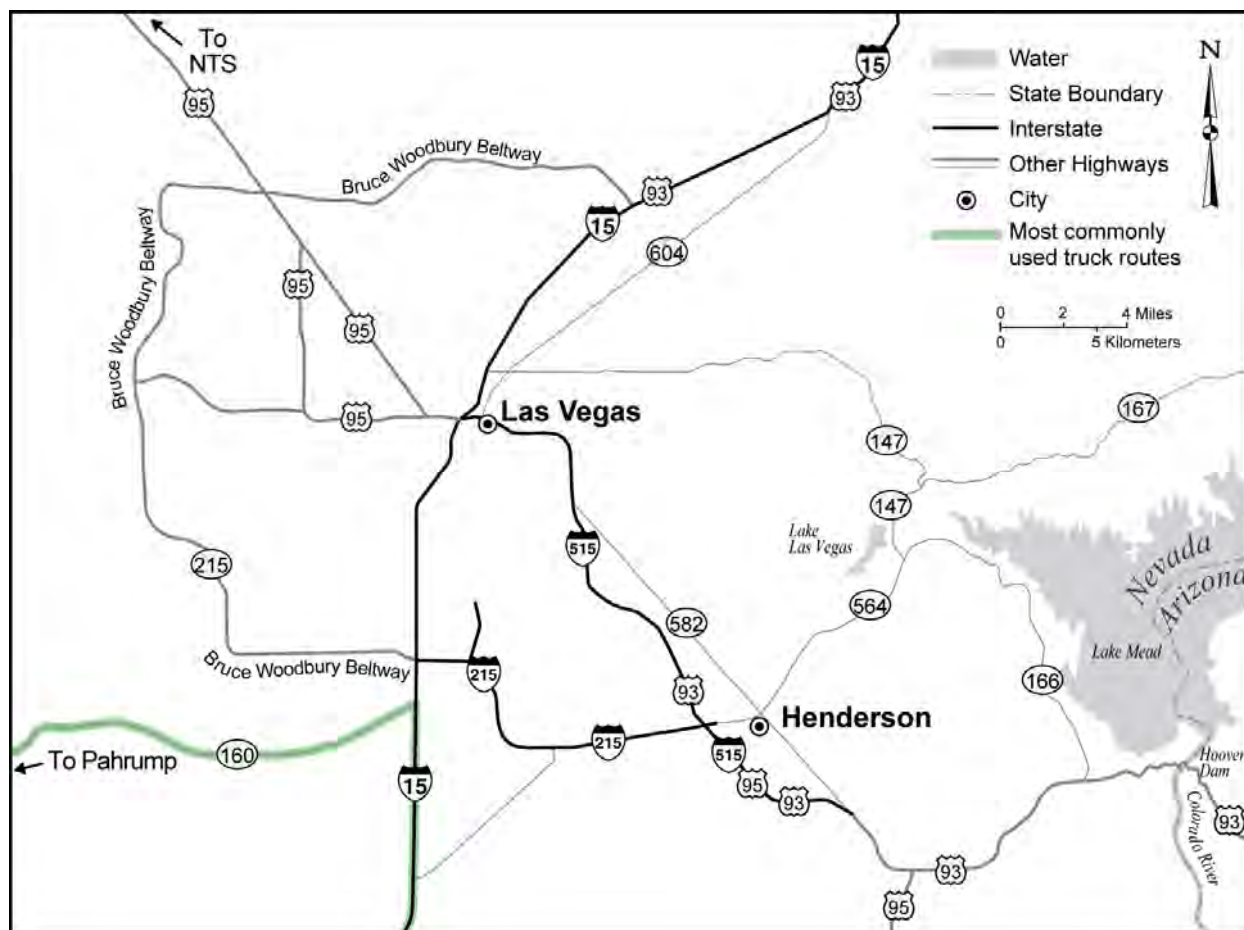 To
NTS
95
15
93
Bruce Woodbury Beltway
93
15
604
95
95
Bruce Woodbury Beltway
95
Las Vegas
147
167
147
Lake
Las Vegas
515
215
564
582
Nevada
Arizona
Lake Mead
Bruce Woodbury Beltway
215
93
166
Henderson
160
To Pahrump
215
515
15
95
93
Hoover
Dam
93
Colorado River
93
95
Water
State Boundary
Interstate
Other Highways
City
Most commonly
used truck routes
0 2 4 Miles
0 5 Kilometers
N